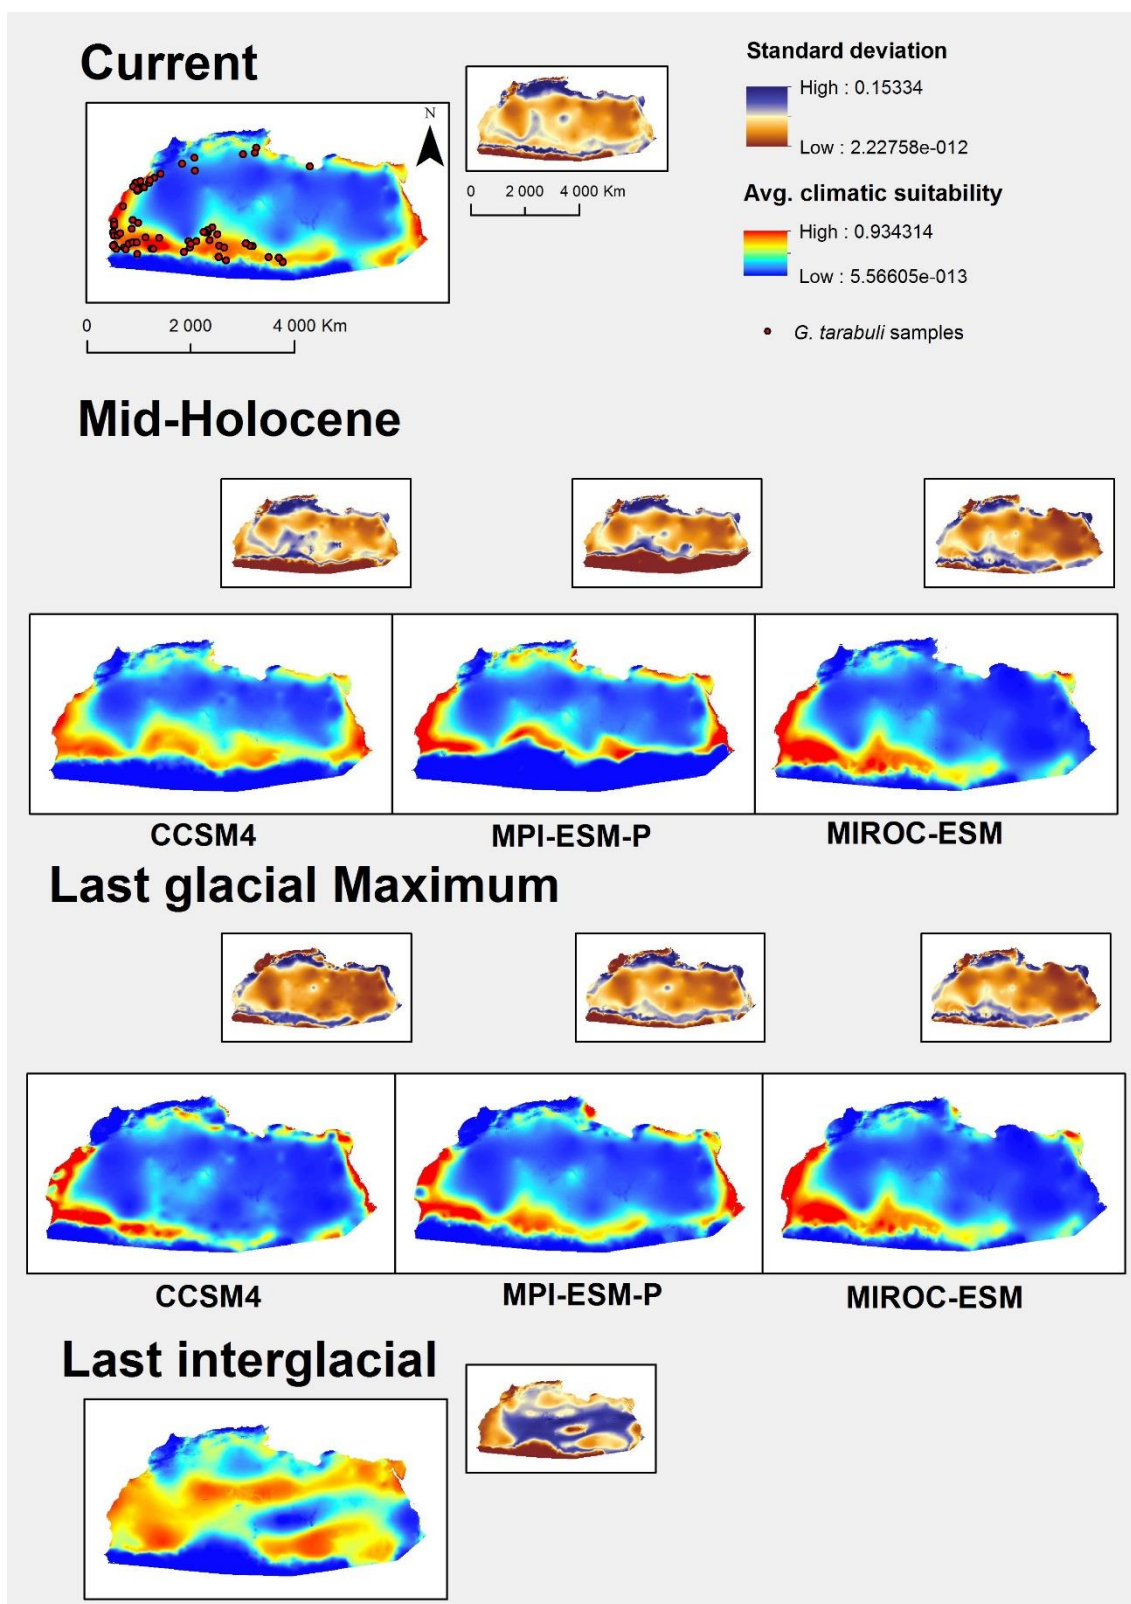 Current
N
0 2 000 4 000 Km
0 2 000 4 000 Km
Standard deviation
High : 0.15334
Low : 2.22758e-012
Avg. climatic suitability
High : 0.934314
Low : 5.56605e-013
G. tarabuli samples
Mid-Holocene
CCSM4 MPI-ESM-P MIROC-ESM
Last glacial Maximum
CCSM4 MPI-ESM-P MIROC-ESM
Last interglacial